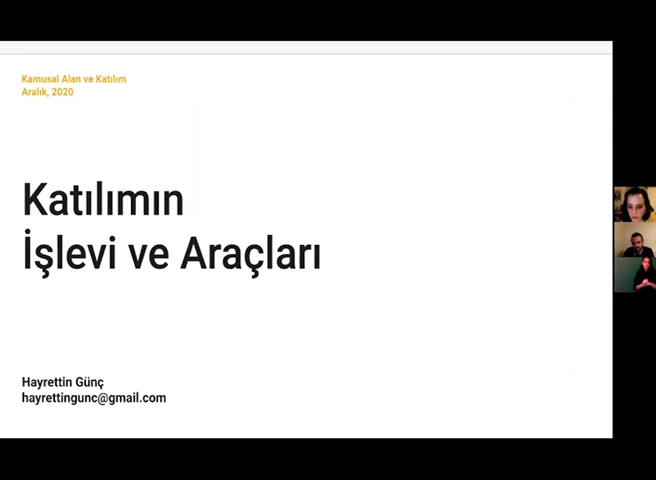 Kamusal Alan ve Katılım
Aralık, 2020
Katılımın
İşlevi ve Araçları
Hayrettin Günç
hayrettingunc@gmail.com